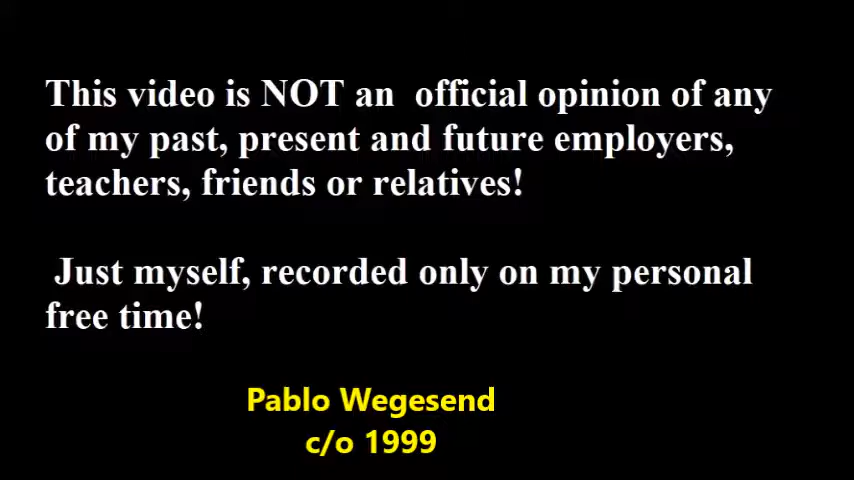 This video is NOT an  official opinion of any
of my past, present and future employers,
teachers, friends or relatives!
Just myself, recorded only on my personal
free time!
Pablo Wegesend
c/o 1999